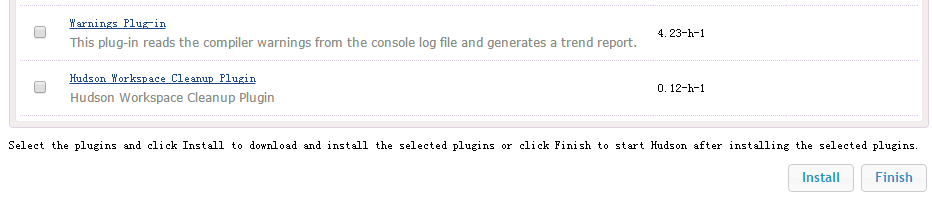 Warnings Plug-in
This plug-in reads the compiler warnings from the console log file and generates a trend report.
4.23-h-1
Hudson Workspace Cleanup Plugin
Hudson Workspace Cleanup Plugin
0.12-h-1
Select the plugins and click Install to download and install the selected plugins or click Finish to start Hudson after installing the selected plugins.
Install Finish